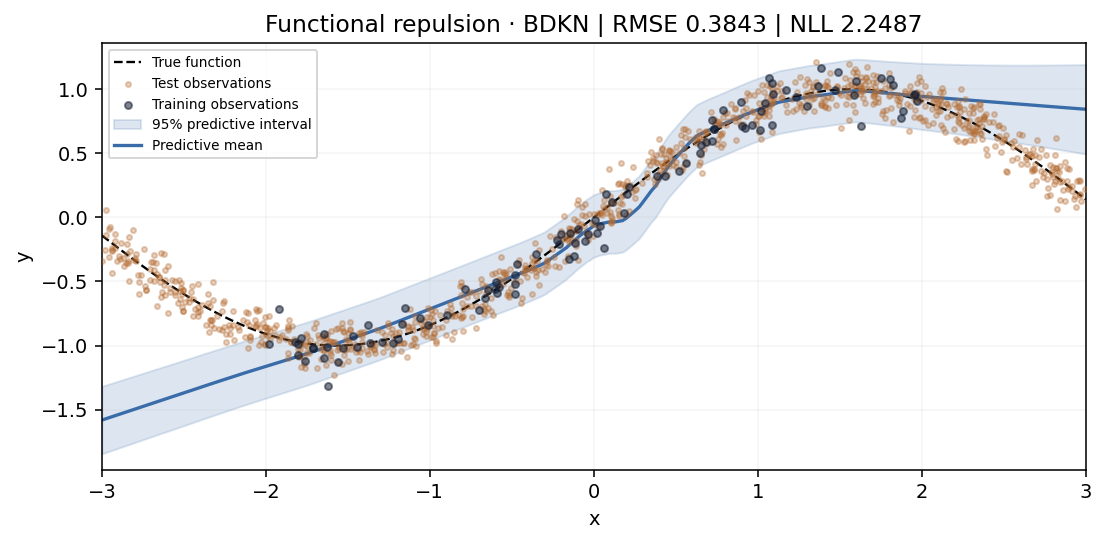 Functional repulsion · BDKN | RMSE 0.3843 | NLL 2.2487
True function
Test observations
Training observations
95% predictive interval
Predictive mean
y
1.0
0.5
0.0
−0.5
−1.0
−1.5
−3 −2 −1 0 1 2 3
x